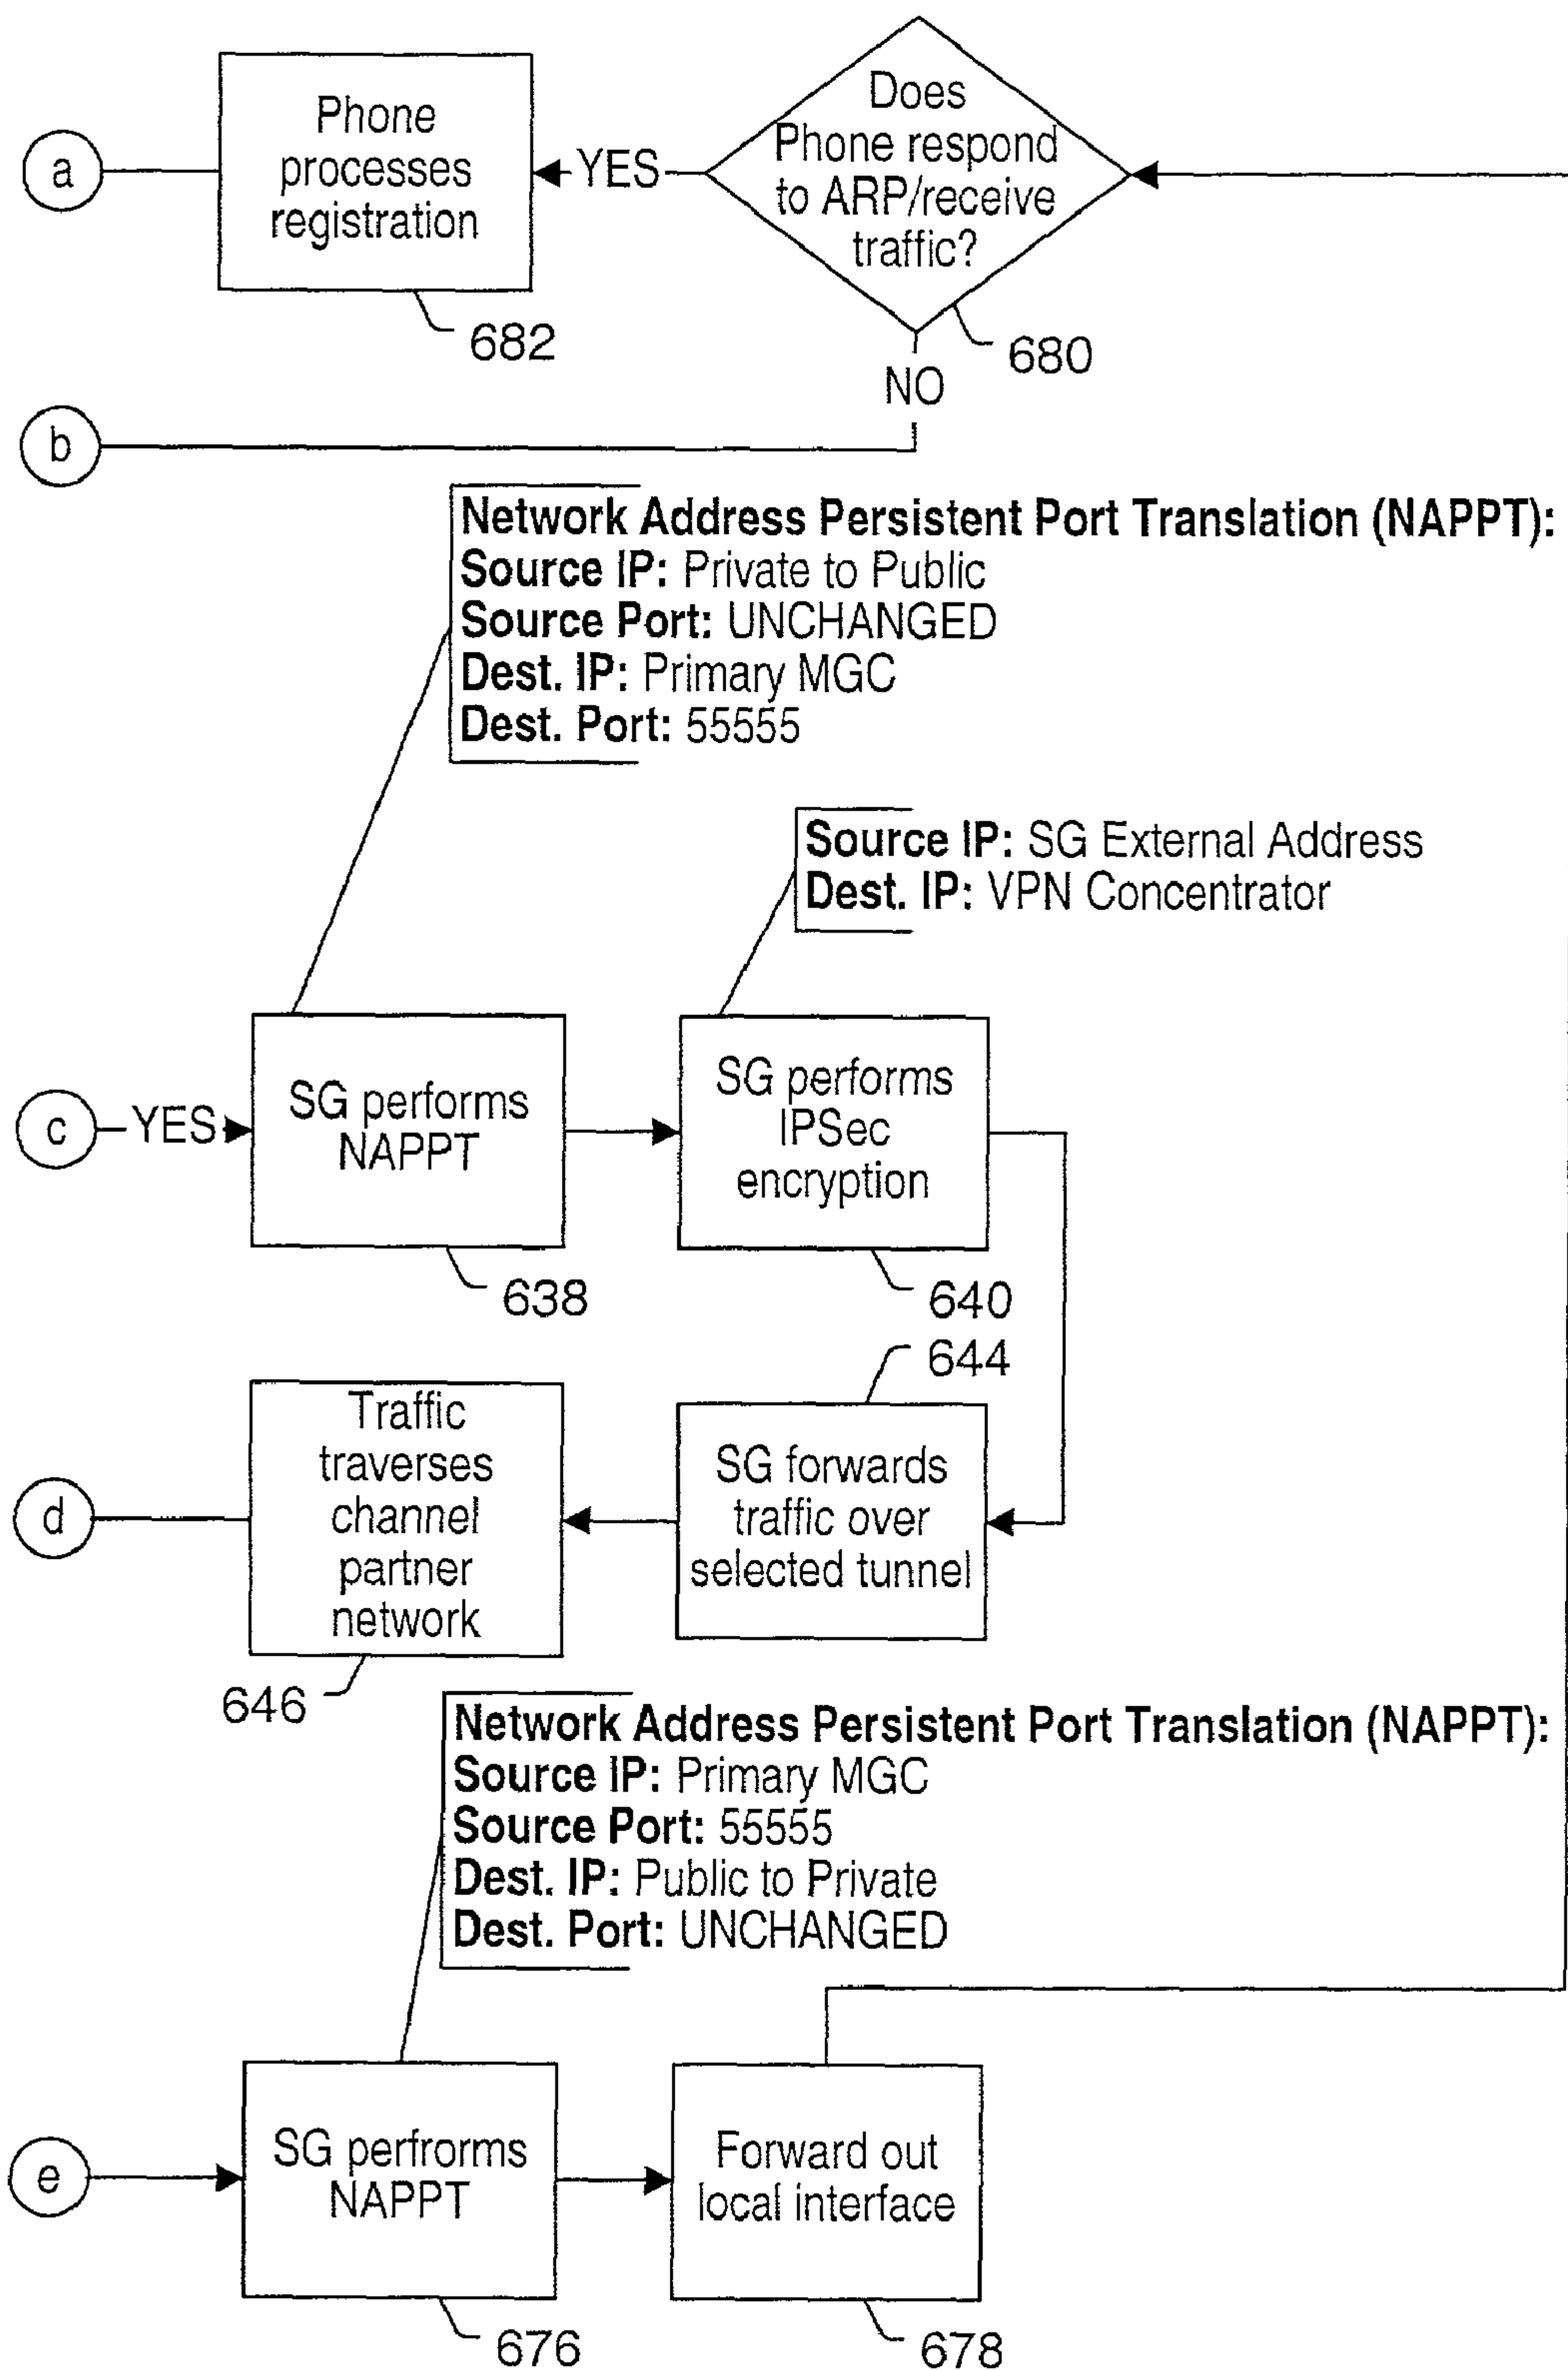 a
Phone
processes
registration
682
YES
Does
Phone respond
to ARP/receive
traffic?
680
NO
b
Network Address Persistent Port Translation (NAPPT):
Source IP: Private to Public
Source Port: UNCHANGED
Dest. IP: Primary MGC
Dest. Port: 55555
Source IP: SG External Address
Dest. IP: VPN Concentrator
c
YES
SG performs
NAPPT
638
SG performs
IPSec
encryption
640
644
d
Traffic
traverses
channel
partner
network
646
SG forwards
traffic over
selected tunnel
Network Address Persistent Port Translation (NAPPT):
Source IP: Primary MGC
Source Port: 55555
Dest. IP: Public to Private
Dest. Port: UNCHANGED
e
SG perfrorms
NAPPT
676
Forward out
local interface
678